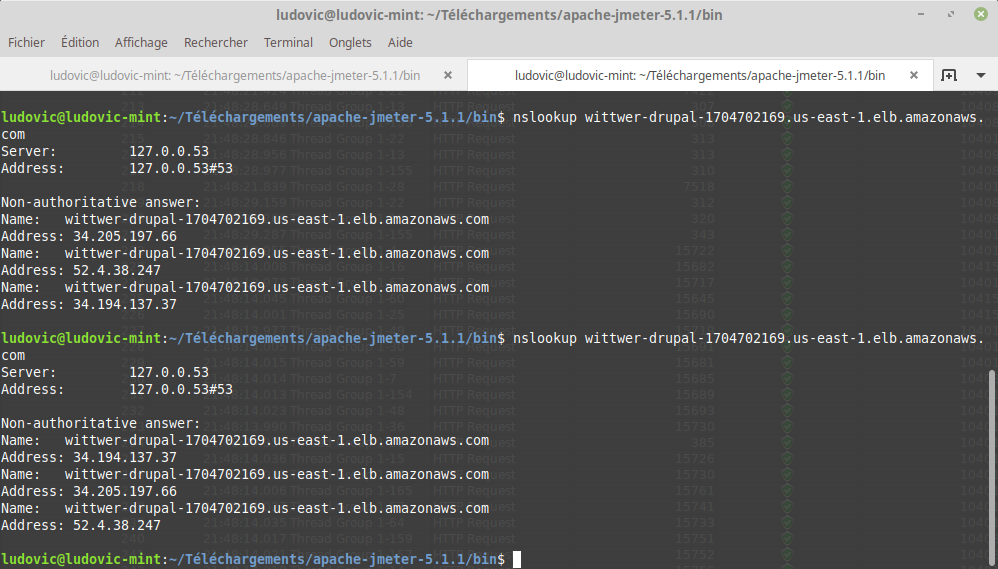 ludovic@ludovic-mint: ~/Téléchargements/apache-jmeter-5.1.1/bin
Fichier Édition Affichage Rechercher Terminal Onglets Aide
ludovic@ludovic-mint: ~/Téléchargements/apache-jmeter-5.1.1/bin × ludovic@ludovic-mint: ~/Téléchargements/apache-jmeter-5.1.1/bin ×
ludovic@ludovic-mint:~/Téléchargements/apache-jmeter-5.1.1/bin$ nslookup wittwer-drupal-1704702169.us-east-1.elb.amazonaws.
com
Server: 127.0.0.53
Address: 127.0.0.53#53
Non-authoritative answer:
Name: wittwer-drupal-1704702169.us-east-1.elb.amazonaws.com
Address: 34.205.197.66
Name: wittwer-drupal-1704702169.us-east-1.elb.amazonaws.com
Address: 52.4.38.247
Name: wittwer-drupal-1704702169.us-east-1.elb.amazonaws.com
Address: 34.194.137.37
ludovic@ludovic-mint:~/Téléchargements/apache-jmeter-5.1.1/bin$ nslookup wittwer-drupal-1704702169.us-east-1.elb.amazonaws.
com
Server: 127.0.0.53
Address: 127.0.0.53#53
Non-authoritative answer:
Name: wittwer-drupal-1704702169.us-east-1.elb.amazonaws.com
Address: 34.194.137.37
Name: wittwer-drupal-1704702169.us-east-1.elb.amazonaws.com
Address: 34.205.197.66
Name: wittwer-drupal-1704702169.us-east-1.elb.amazonaws.com
Address: 52.4.38.247
ludovic@ludovic-mint:~/Téléchargements/apache-jmeter-5.1.1/bin$